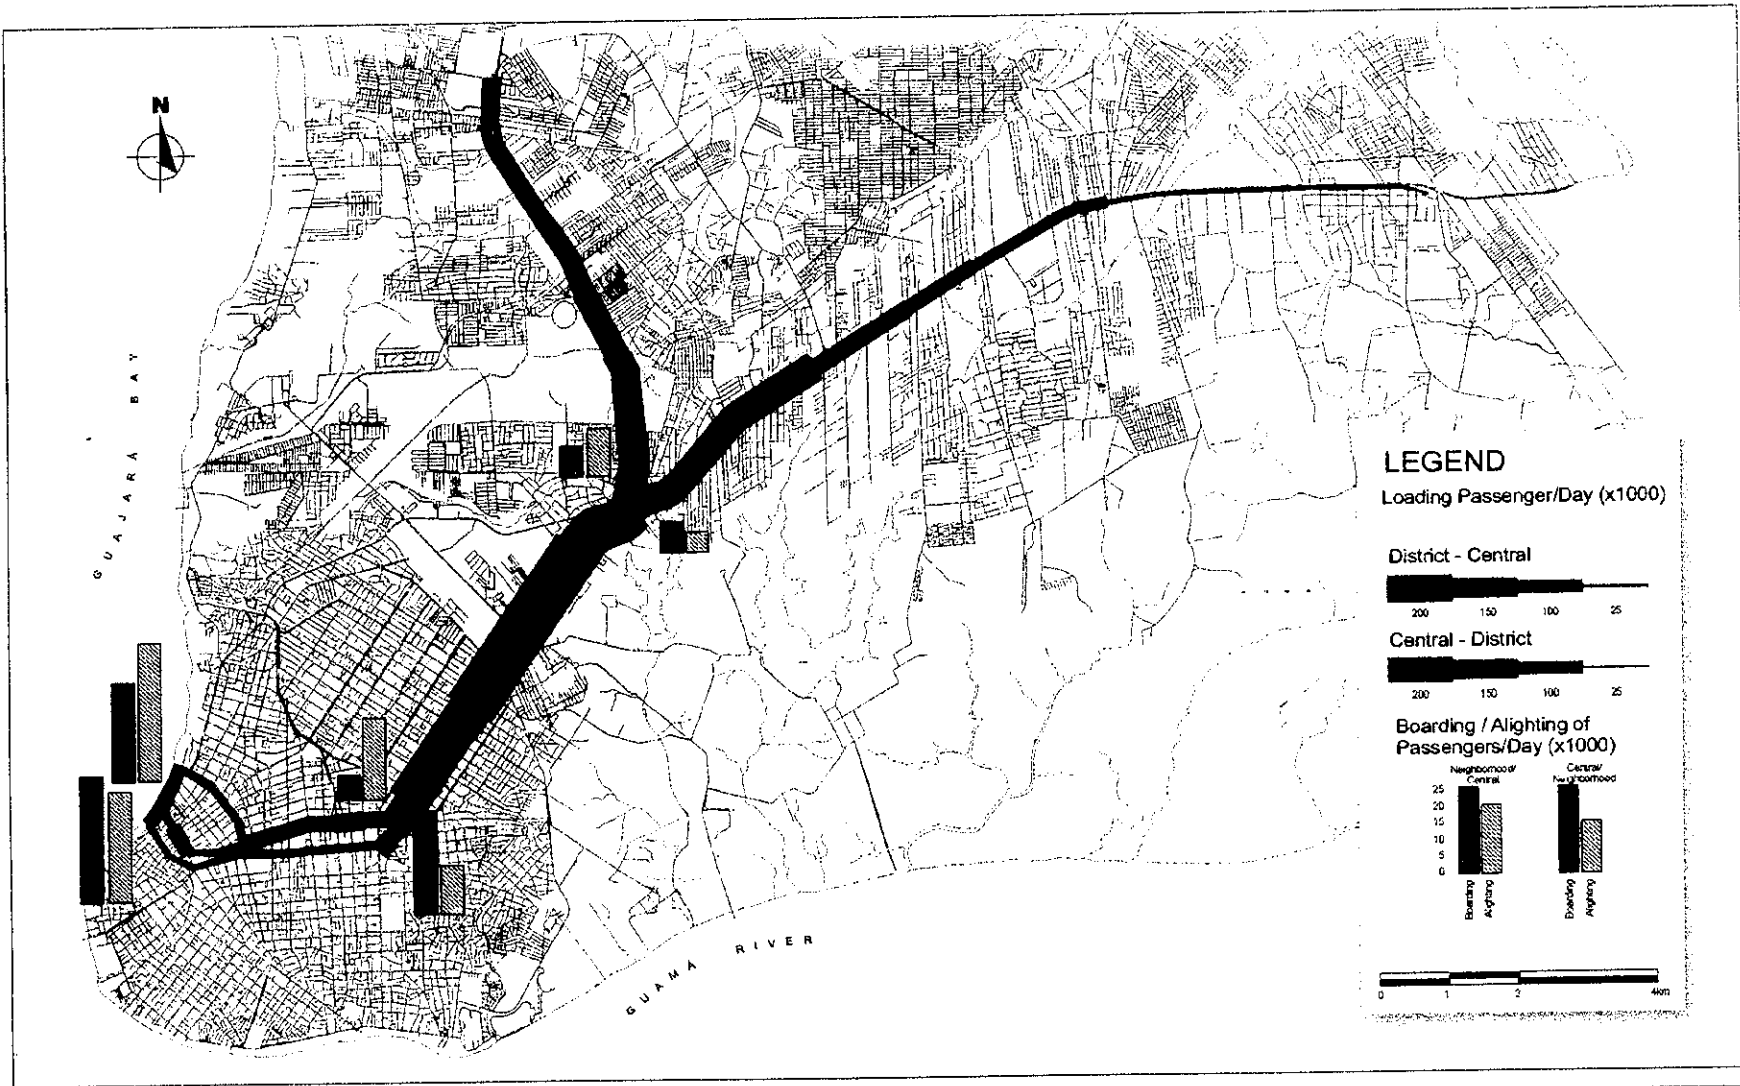 N
GUAJARÁ BAY
GUAMÁ RIVER
LEGEND
Loading Passenger/Day (x1000)
District - Central
200 150 100 25
Central - District
200 150 100 25
Boarding / Alighting of
Passengers/Day (x1000)
Neighborhood/
Central
Central/
Neighborhood
25
20
15
10
5
0
Boarding
Alighting
Boarding
Alighting
0 1 2 4km